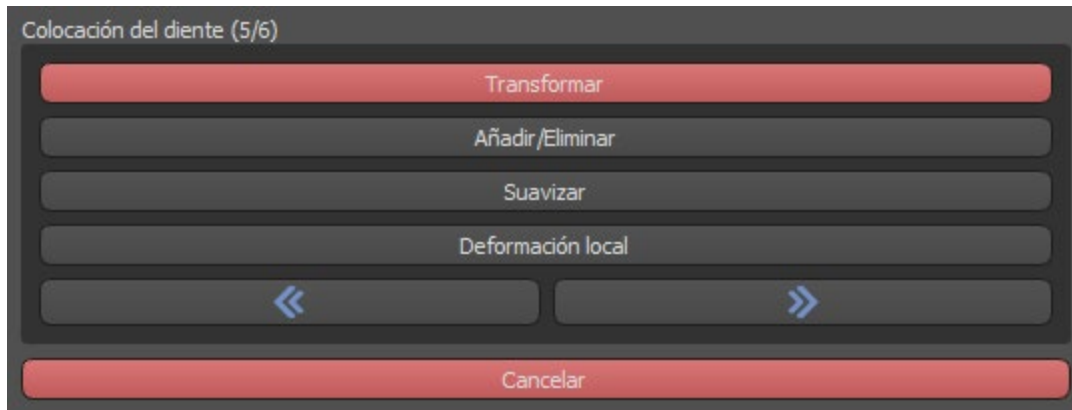 Colocación del diente (5/6)
Transformar
Añadir/Eliminar
Suavizar
Deformación local
Cancelar